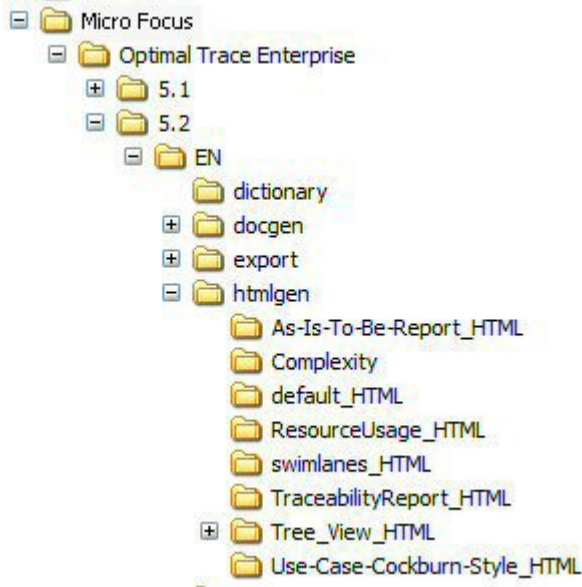 Micro Focus
Optimal Trace Enterprise
5.1
5.2
EN
dictionary
docgen
export
htmlgen
As-Is-To-Be-Report_HTML
Complexity
default_HTML
ResourceUsage_HTML
swimlanes_HTML
TraceabilityReport_HTML
Tree_View_HTML
Use-Case-Cockburn-Style_HTML